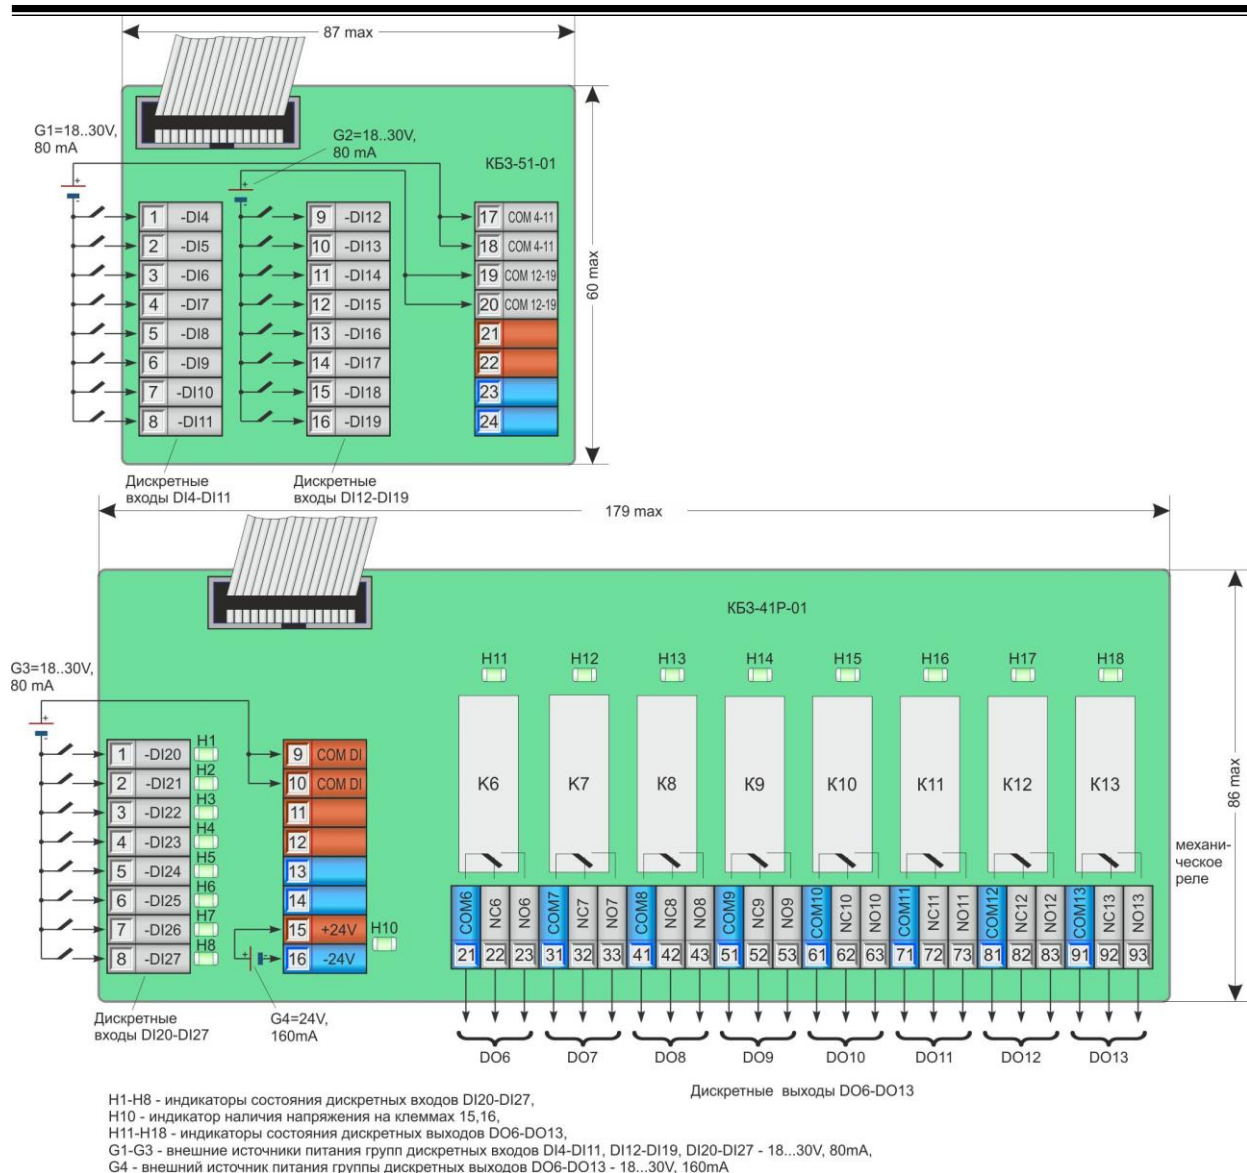 87 max
G1=18..30V,
80 mA
G2=18..30V,
80 mA
КБЗ-51-01
60 max
+
-
+
-
1 -DI4
2 -DI5
3 -DI6
4 -DI7
5 -DI8
6 -DI9
7 -DI10
8 -DI11
9 -DI12
10 -DI13
11 -DI14
12 -DI15
13 -DI16
14 -DI17
15 -DI18
16 -DI19
17 COM 4-11
18 COM 4-11
19 COM 12-19
20 COM 12-19
21
22
23
24
Дискретные
входы DI4-DI11
Дискретные
входы DI12-DI19
179 max
КБЗ-41Р-01
86 max
G3=18..30V,
80 mA
+
-
1 -DI20
2 -DI21
3 -DI22
4 -DI23
5 -DI24
6 -DI25
7 -DI26
8 -DI27
H1
H2
H3
H4
H5
H6
H7
H8
9 COM DI
10 COM DI
11
12
13
14
15 +24V
16 -24V
H10
+ -
H11 H12 H13 H14 H15 H16 H17 H18
K6 K7 K8 K9 K10 K11 K12 K13
механи-
ческое
реле
COM6 NC6 NO6 COM7 NC7 NO7 COM8 NC8 NO8 COM9 NC9 NO9 COM10 NC10 NO10 COM11 NC11 NO11 COM12 NC12 NO12 COM13 NC13 NO13
21 22 23 31 32 33 41 42 43 51 52 53 61 62 63 71 72 73 81 82 83 91 92 93
Дискретные
входы DI20-DI27
G4=24V,
160mA
DO6 DO7 DO8 DO9 DO10 DO11 DO12 DO13
Дискретные выходы DO6-DO13
H1-H8 - индикаторы состояния дискретных входов DI20-DI27,
H10 - индикатор наличия напряжения на клеммах 15,16,
H11-H18 - индикаторы состояния дискретных выходов DO6-DO13,
G1-G3 - внешние источники питания групп дискретных входов DI4-DI11, DI12-DI19, DI20-DI27 - 18...30V, 80mA,
G4 - внешний источник питания группы дискретных выходов DO6-DO13 - 18...30V, 160mA